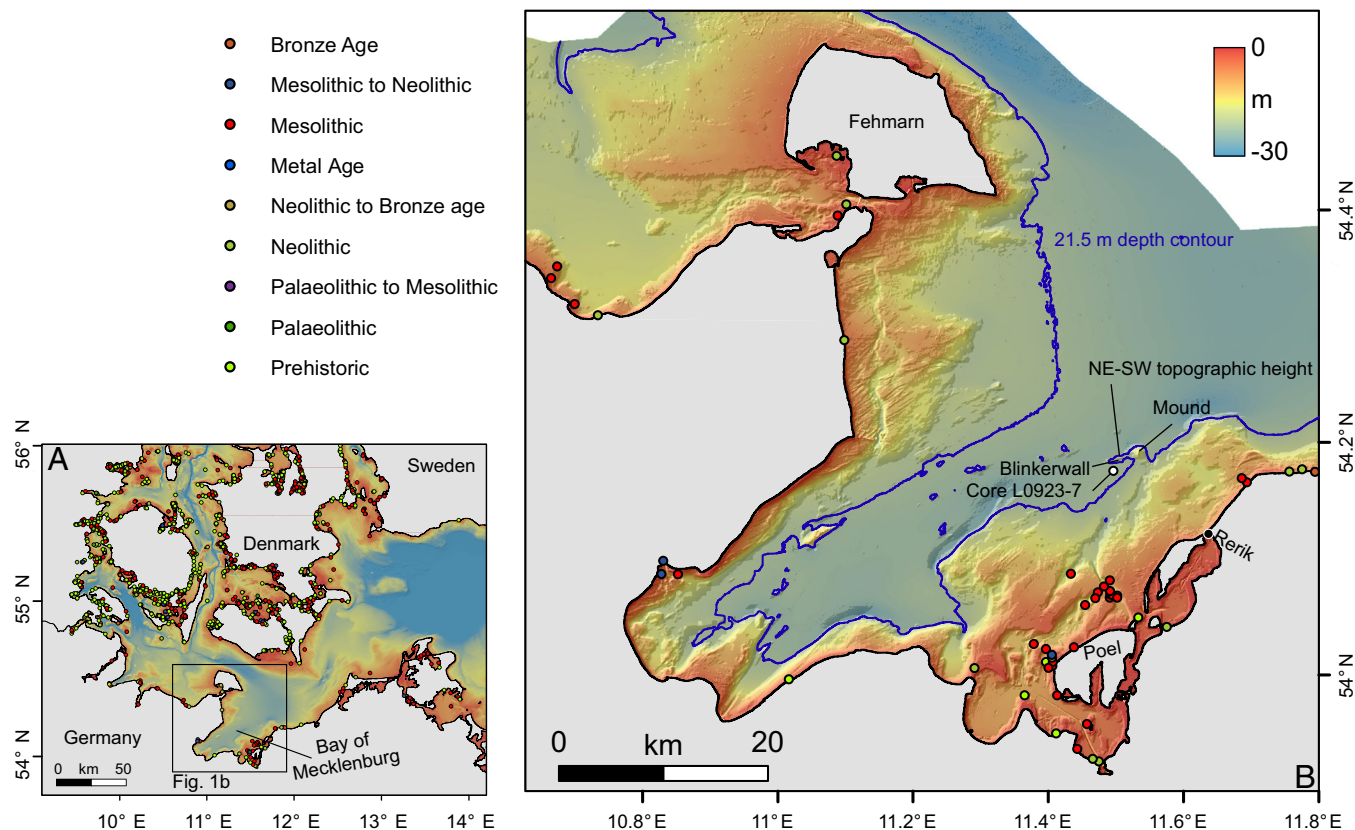 Bronze Age
Mesolithic to Neolithic
Mesolithic
Metal Age
Neolithic to Bronze age
Neolithic
Palaeolithic to Mesolithic
Palaeolithic
Prehistoric
A
56° N
55° N
54° N
Sweden
Denmark
Germany
Bay of
Mecklenburg
0 km 50
Fig. 1b
10° E 11° E 12° E 13° E 14° E
0
m
-30
Fehmarn
21.5 m depth contour
NE-SW topographic height
Mound
Blinkerwall
Core L0923-7
Rerik
Poel
0 km 20
B
54.4° N
54.2° N
54° N
10.8° E 11° E 11.2° E 11.4° E 11.6° E 11.8 E